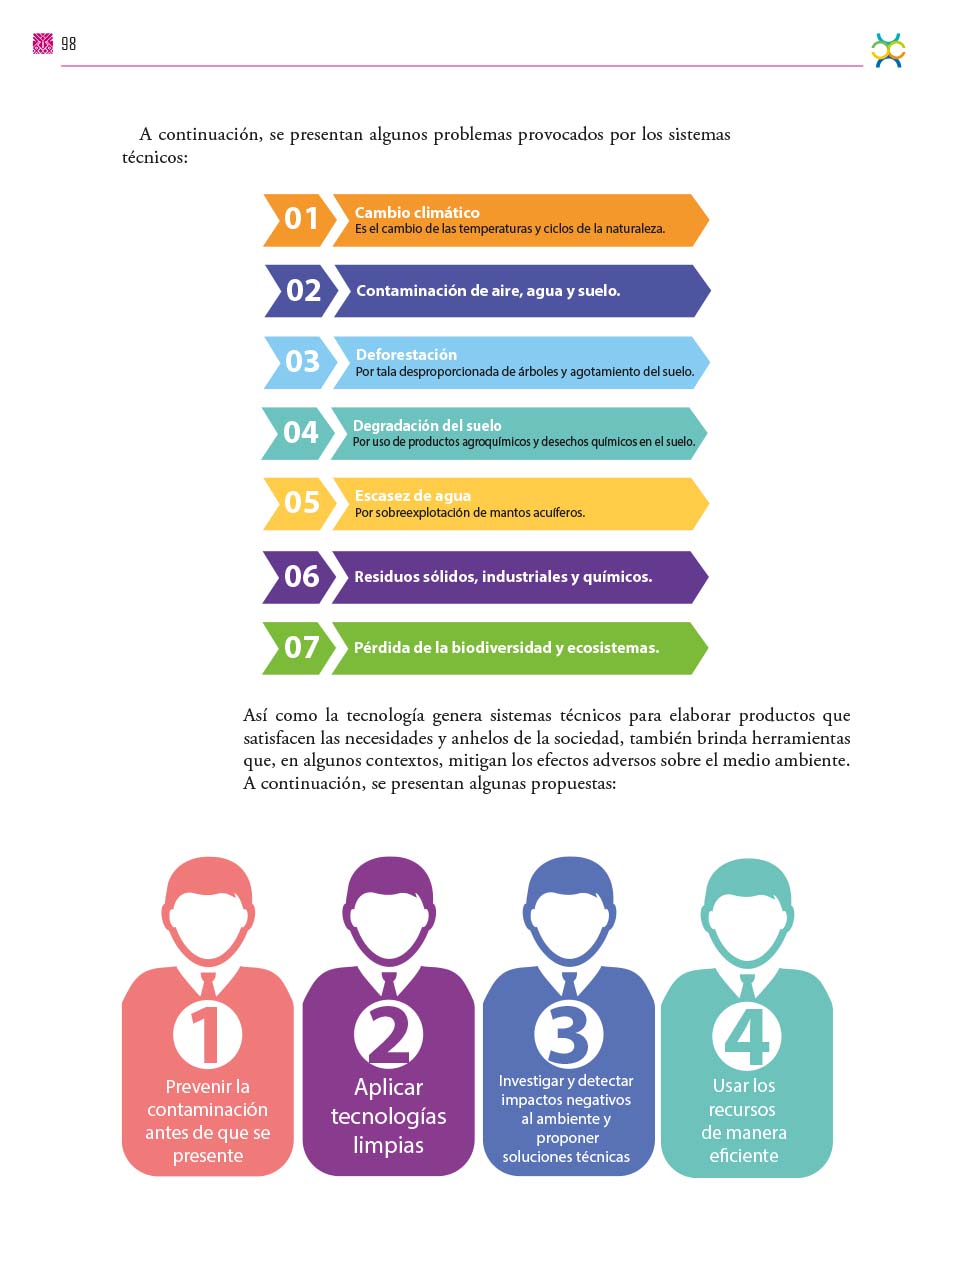 98
A continuación, se presentan algunos problemas provocados por los sistemas
técnicos:
01
Cambio climático
Es el cambio de las temperaturas y ciclos de la naturaleza.
02
Contaminación de aire, agua y suelo.
03
Deforestación
Por tala desproporcionada de árboles y agotamiento del suelo.
04
Degradación del suelo
Por uso de productos agroquímicos y desechos químicos en el suelo.
05
Escasez de agua
Por sobreexplotación de mantos acuíferos.
06
Residuos sólidos, industriales y químicos.
07
Pérdida de la biodiversidad y ecosistemas.
Así como la tecnología genera sistemas técnicos para elaborar productos que
satisfacen las necesidades y anhelos de la sociedad, también brinda herramientas
que, en algunos contextos, mitigan los efectos adversos sobre el medio ambiente.
A continuación, se presentan algunas propuestas:
1
Prevenir la
contaminación
antes de que se
presente
2
Aplicar
tecnologías
limpias
3
Investigar y detectar
impactos negativos
al ambiente y
proponer
soluciones técnicas
4
Usar los
recursos
de manera
eficiente